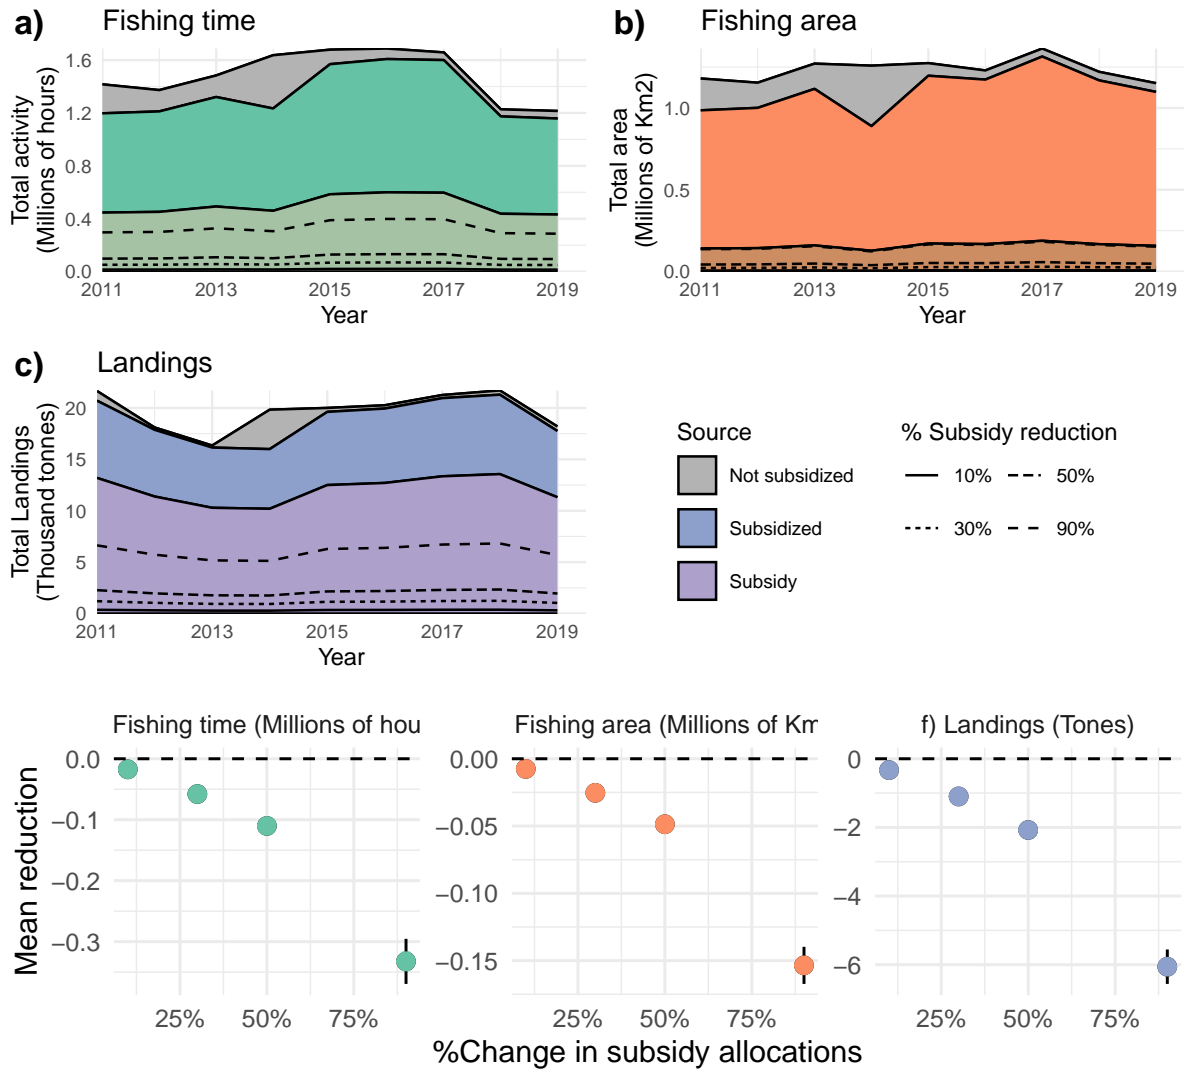 a) Fishing time
Total activity
(Millions of hours)
1.6
1.2
0.8
0.4
0.0
2011 2013 2015 2017 2019
Year
b) Fishing area
Total area
(Millions of Km2)
1.0
0.5
0.0
2011 2013 2015 2017 2019
Year
c) Landings
Total Landings
(Thousand tonnes)
20
15
10
5
0
2011 2013 2015 2017 2019
Year
Source
Not subsidized
Subsidized
Subsidy
% Subsidy reduction
10% 50%
30% 90%
Mean reduction
Fishing time (Millions of hou
0.0
−0.1
−0.2
−0.3
25% 50% 75%
Fishing area (Millions of Km
0.00
−0.05
−0.10
−0.15
25% 50% 75%
f) Landings (Tones)
0
−2
−4
−6
25% 50% 75%
%Change in subsidy allocations